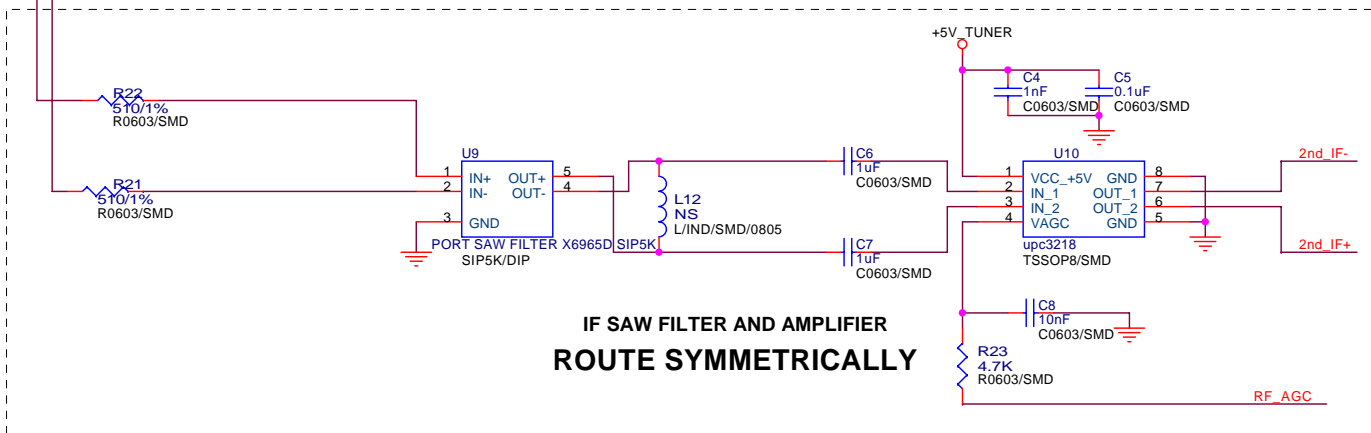 +5V_TUNER
R22
510/1%
R0603/SMD
C4
1nF
C0603/SMD
C5
0.1uF
C0603/SMD
R21
510/1%
R0603/SMD
U9
1 IN+ OUT+ 5
2 IN- OUT- 4
3 GND
PORT SAW FILTER X6965D SIP5K
SIP5K/DIP
L12
NS
L/IND/SMD/0805
C6
1uF
C0603/SMD
C7
1uF
C0603/SMD
U10
1 VCC_+5V GND 8
2 IN_1 OUT_1 7
3 IN_2 OUT_2 6
4 VAGC GND 5
upc3218
TSSOP8/SMD
2nd_IF-
2nd_IF+
C8
10nF
C0603/SMD
IF SAW FILTER AND AMPLIFIER
ROUTE SYMMETRICALLY
R23
4.7K
R0603/SMD
RF_AGC